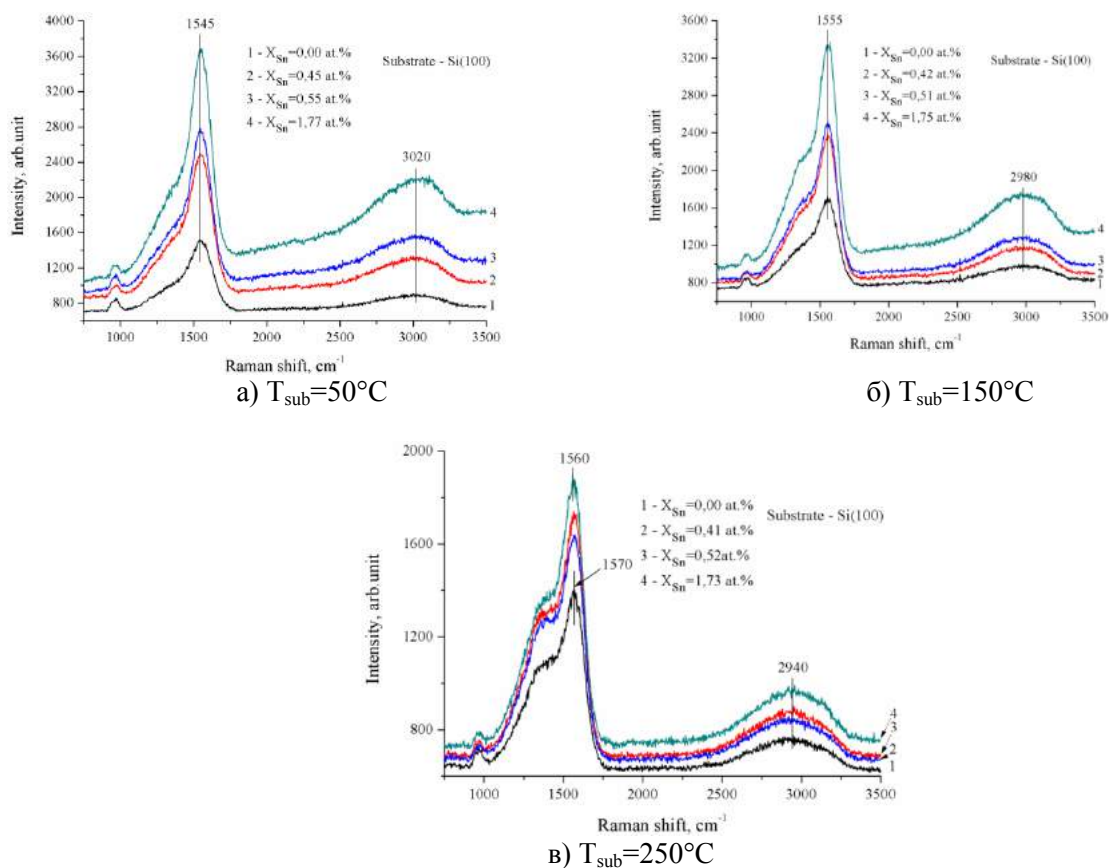 1545
1 - X_Sn=0,00 at.%
2 - X_Sn=0,45 at.%
3 - X_Sn=0,55 at.%
4 - X_Sn=1,77 at.%
Substrate - Si(100)
3020
4
3
2
1
4000
3600
3200
2800
2400
2000
1600
1200
800
Intensity, arb.unit
1000 1500 2000 2500 3000 3500
Raman shift, cm⁻¹
а) T_sub=50°C
1555
1 - X_Sn=0,00 at.%
2 - X_Sn=0,42 at.%
3 - X_Sn=0,51 at.%
4 - X_Sn=1,75 at.%
Substrate - Si(100)
2980
4
3
2
1
3600
3200
2800
2400
2000
1600
1200
800
Intensity, arb.unit
1000 1500 2000 2500 3000 3500
Raman shift, cm⁻¹
б) T_sub=150°C
1560
1 - X_Sn=0,00 at.%
2 - X_Sn=0,41 at.%
3 - X_Sn=0,52at.%
4 - X_Sn=1,73 at.%
Substrate - Si(100)
1570
2940
4
3
2
1
2000
1600
1200
800
Intensity, arb.unit
1000 1500 2000 2500 3000 3500
Raman shift, cm⁻¹
в) T_sub=250°C